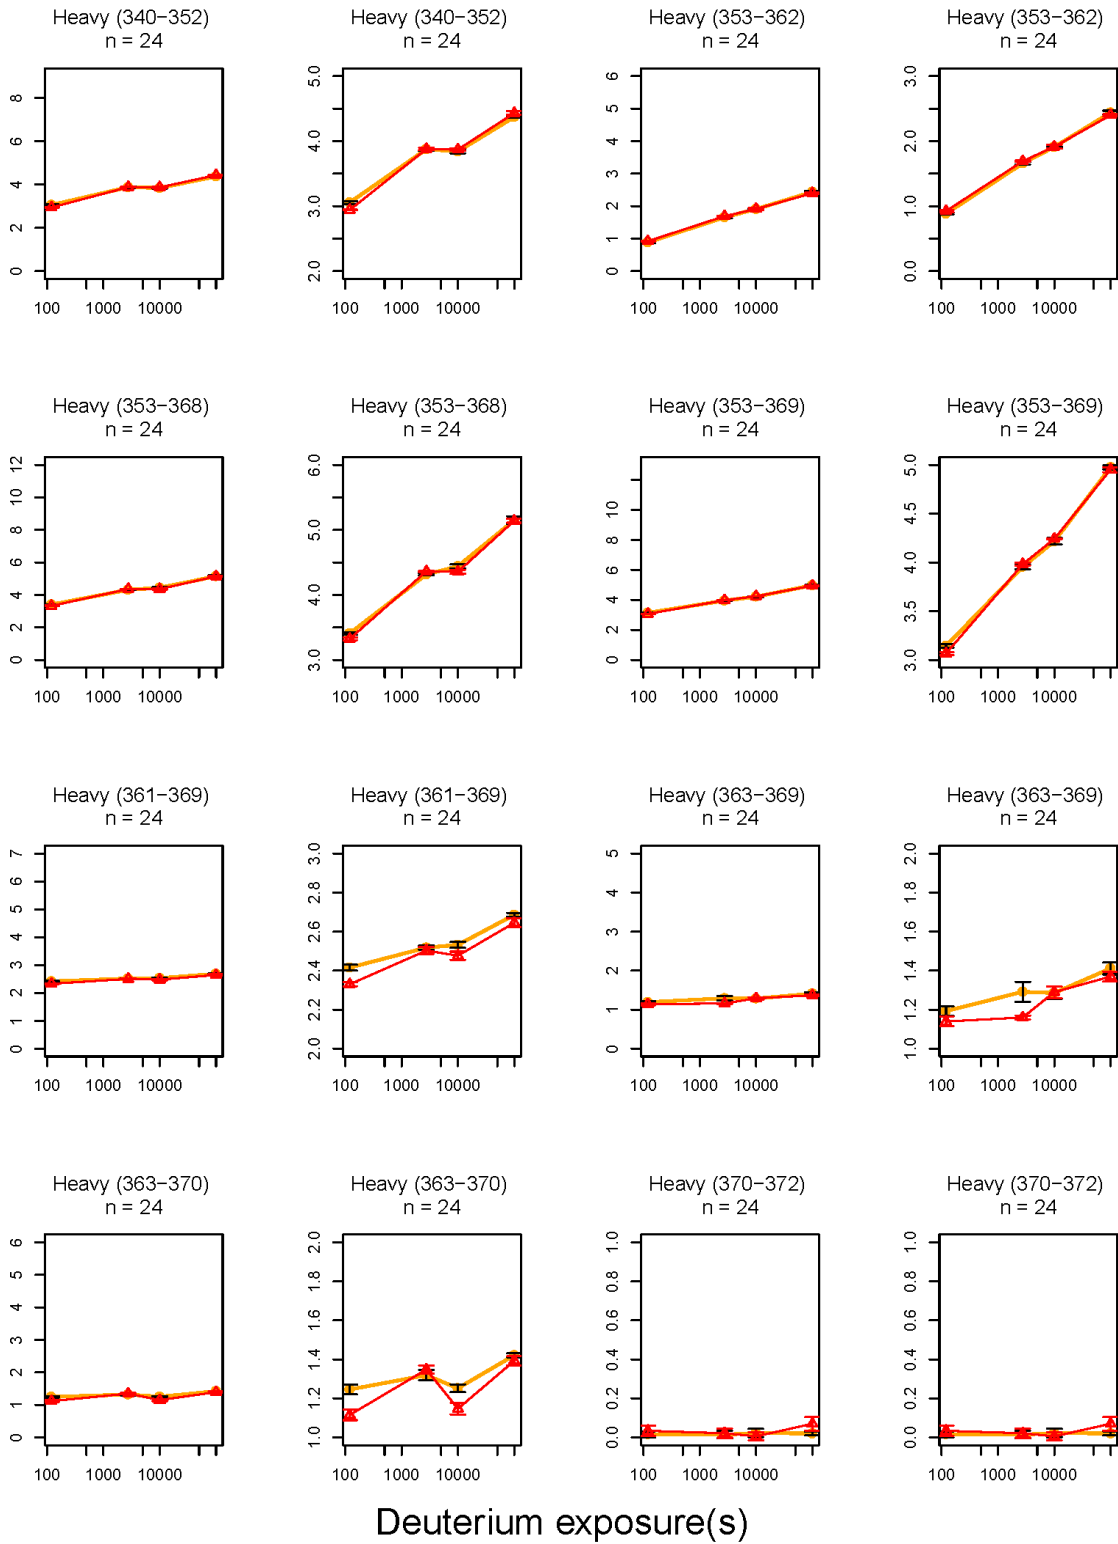 Heavy (340−352)
n = 24
8
6
4
2
0
100 1000 10000
Heavy (340−352)
n = 24
5.0
4.0
3.0
2.0
100 1000 10000
Heavy (353−362)
n = 24
6
5
4
3
2
1
0
100 1000 10000
Heavy (353−362)
n = 24
3.0
2.0
1.0
0.0
100 1000 10000
Heavy (353−368)
n = 24
12
10
8
6
4
2
0
100 1000 10000
Heavy (353−368)
n = 24
6.0
5.0
4.0
3.0
100 1000 10000
Heavy (353−369)
n = 24
10
8
6
4
2
0
100 1000 10000
Heavy (353−369)
n = 24
5.0
4.5
4.0
3.5
3.0
100 1000 10000
Heavy (361−369)
n = 24
7
6
5
4
3
2
1
0
100 1000 10000
Heavy (361−369)
n = 24
3.0
2.8
2.6
2.4
2.2
2.0
100 1000 10000
Heavy (363−369)
n = 24
5
4
3
2
1
0
100 1000 10000
Heavy (363−369)
n = 24
2.0
1.8
1.6
1.4
1.2
1.0
100 1000 10000
Heavy (363−370)
n = 24
6
5
4
3
2
1
0
100 1000 10000
Heavy (363−370)
n = 24
2.0
1.8
1.6
1.4
1.2
1.0
100 1000 10000
Heavy (370−372)
n = 24
1.0
0.8
0.6
0.4
0.2
0.0
100 1000 10000
Heavy (370−372)
n = 24
1.0
0.8
0.6
0.4
0.2
0.0
100 1000 10000
Deuterium exposure(s)